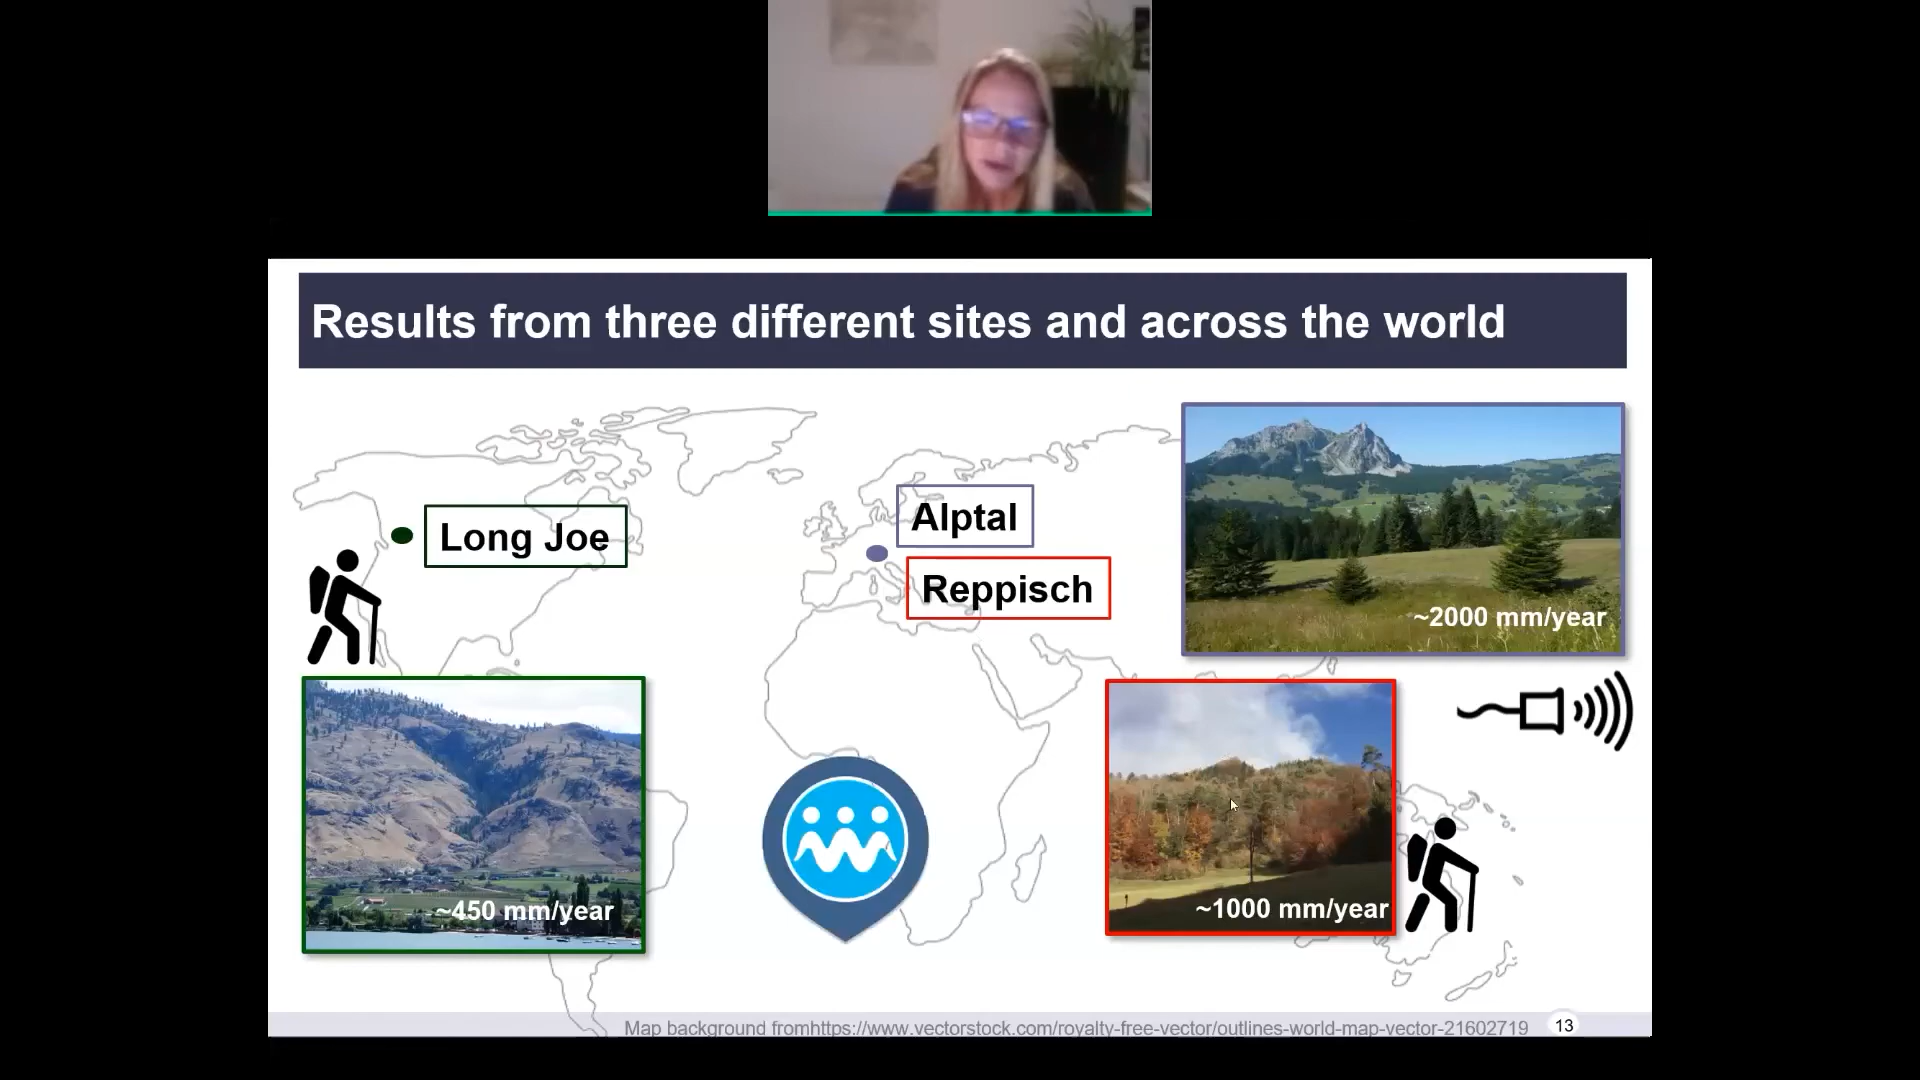 Results from three different sites and across the world
Long Joe
Alptal
Reppisch
~2000 mm/year
~450 mm/year
~1000 mm/year
Map background fromhttps://www.vectorstock.com/royalty-free-vector/outlines-world-map-vector-21602719
13